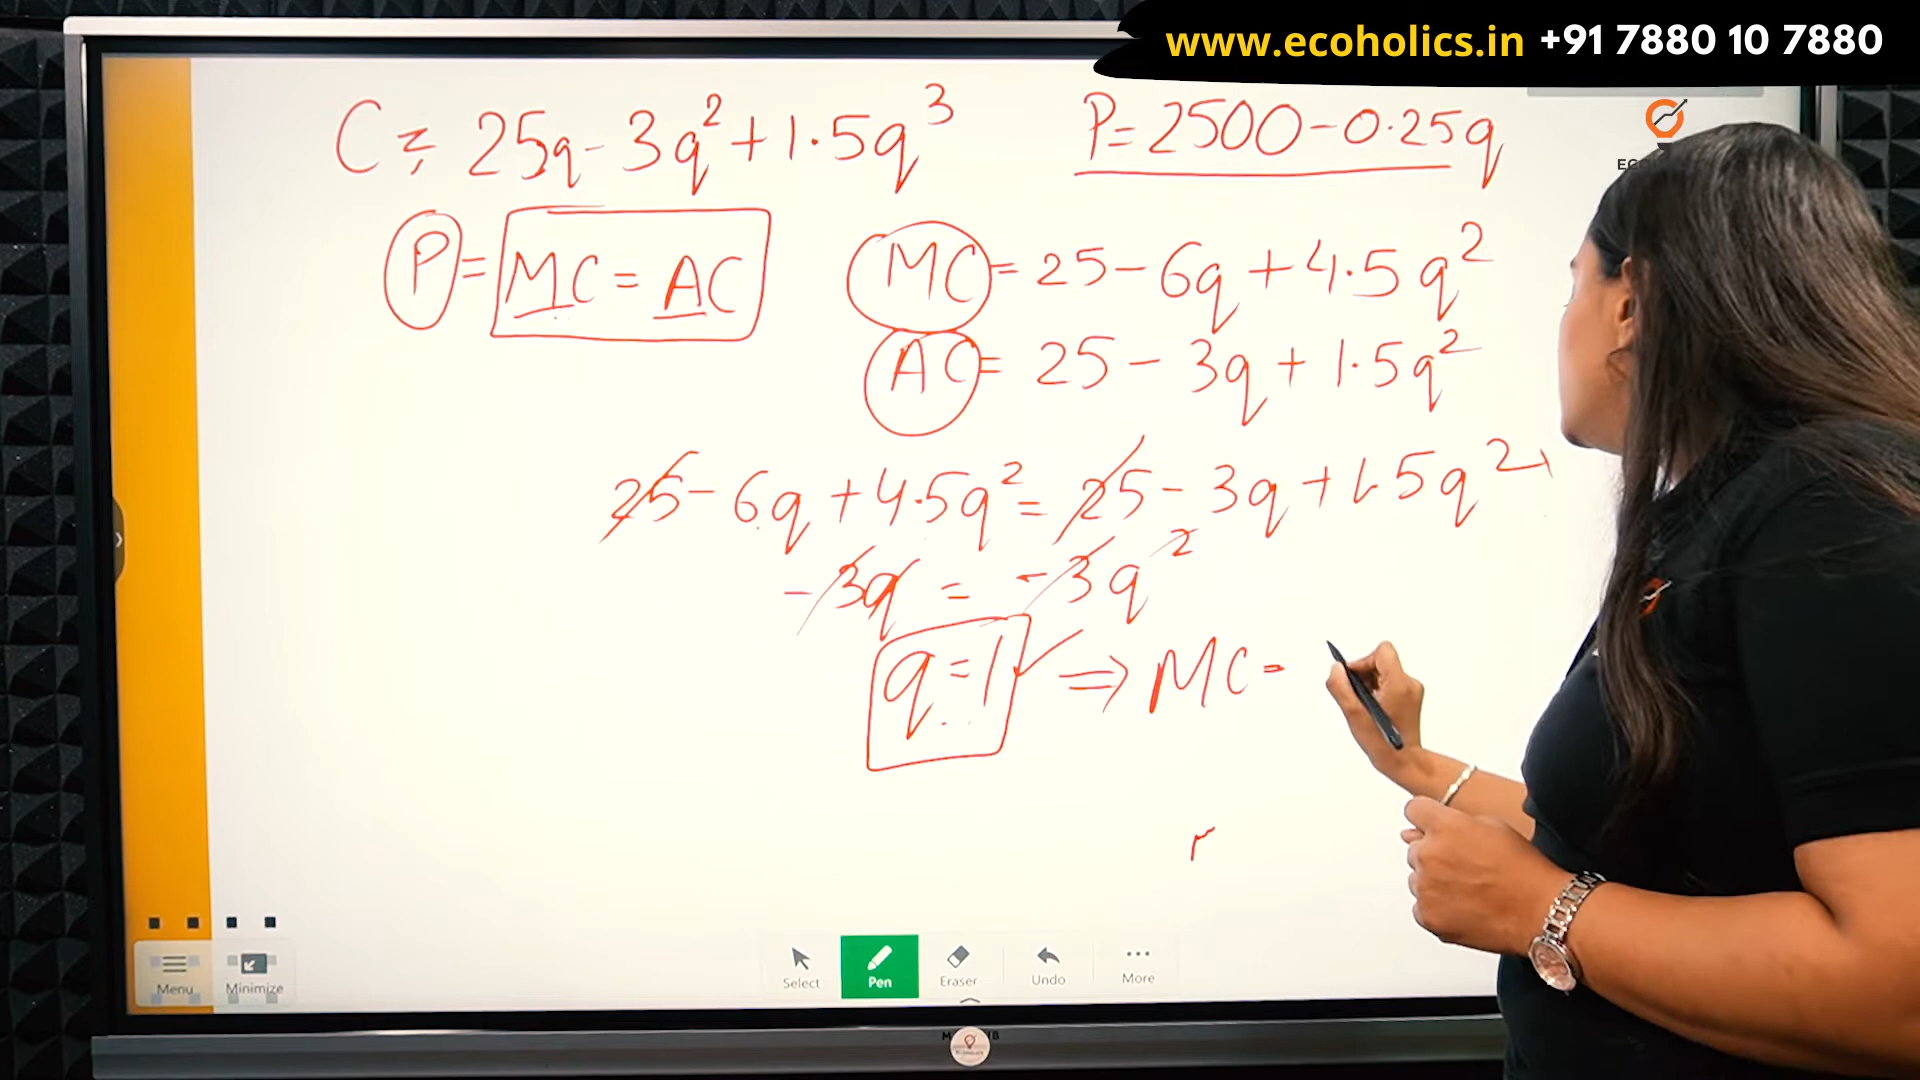 www.ecoholics.in +91 7880 10 7880
C = 25q - 3q² + 1.5q³
P = 2500 - 0.25q
P = MC = AC
MC = 25 - 6q + 4.5q²
AC = 25 - 3q + 1.5q²
25 - 6q + 4.5q² = 25 - 3q + 1.5q²
-3q = -3q²
q = 1 ⇒ MC =
Menu
Minimize
Select
Pen
Eraser
Undo
More